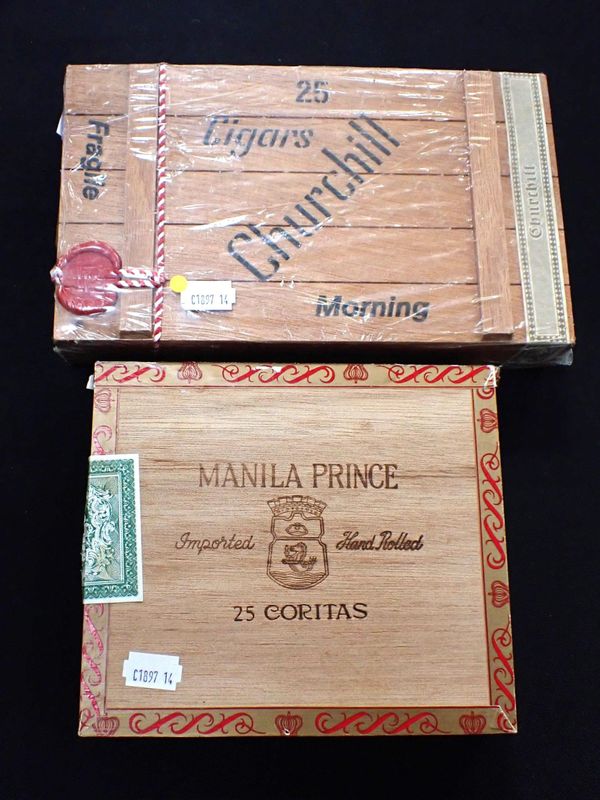 25
Cigars
Fragile
Churchill
Churchill
C1897 14
Morning
MANILA PRINCE
Imported Hand Rolled
25 CORITAS
C1897 14